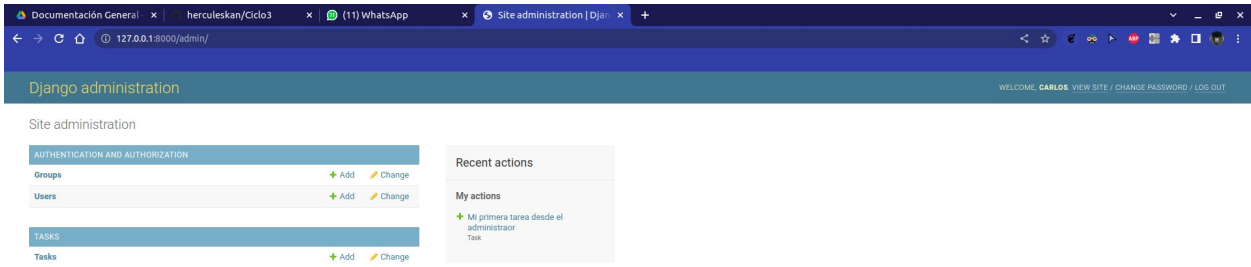 Documentación General -
herculeskan/Ciclo3
(11) WhatsApp
Site administration | Djan
127.0.0.1:8000/admin/
ABP
Django administration
WELCOME, CARLOS. VIEW SITE / CHANGE PASSWORD / LOG OUT
Site administration
AUTHENTICATION AND AUTHORIZATION
Groups + Add Change
Users + Add Change
TASKS
Tasks + Add Change
Recent actions
My actions
+ Mi primera tarea desde el
administraor
Task